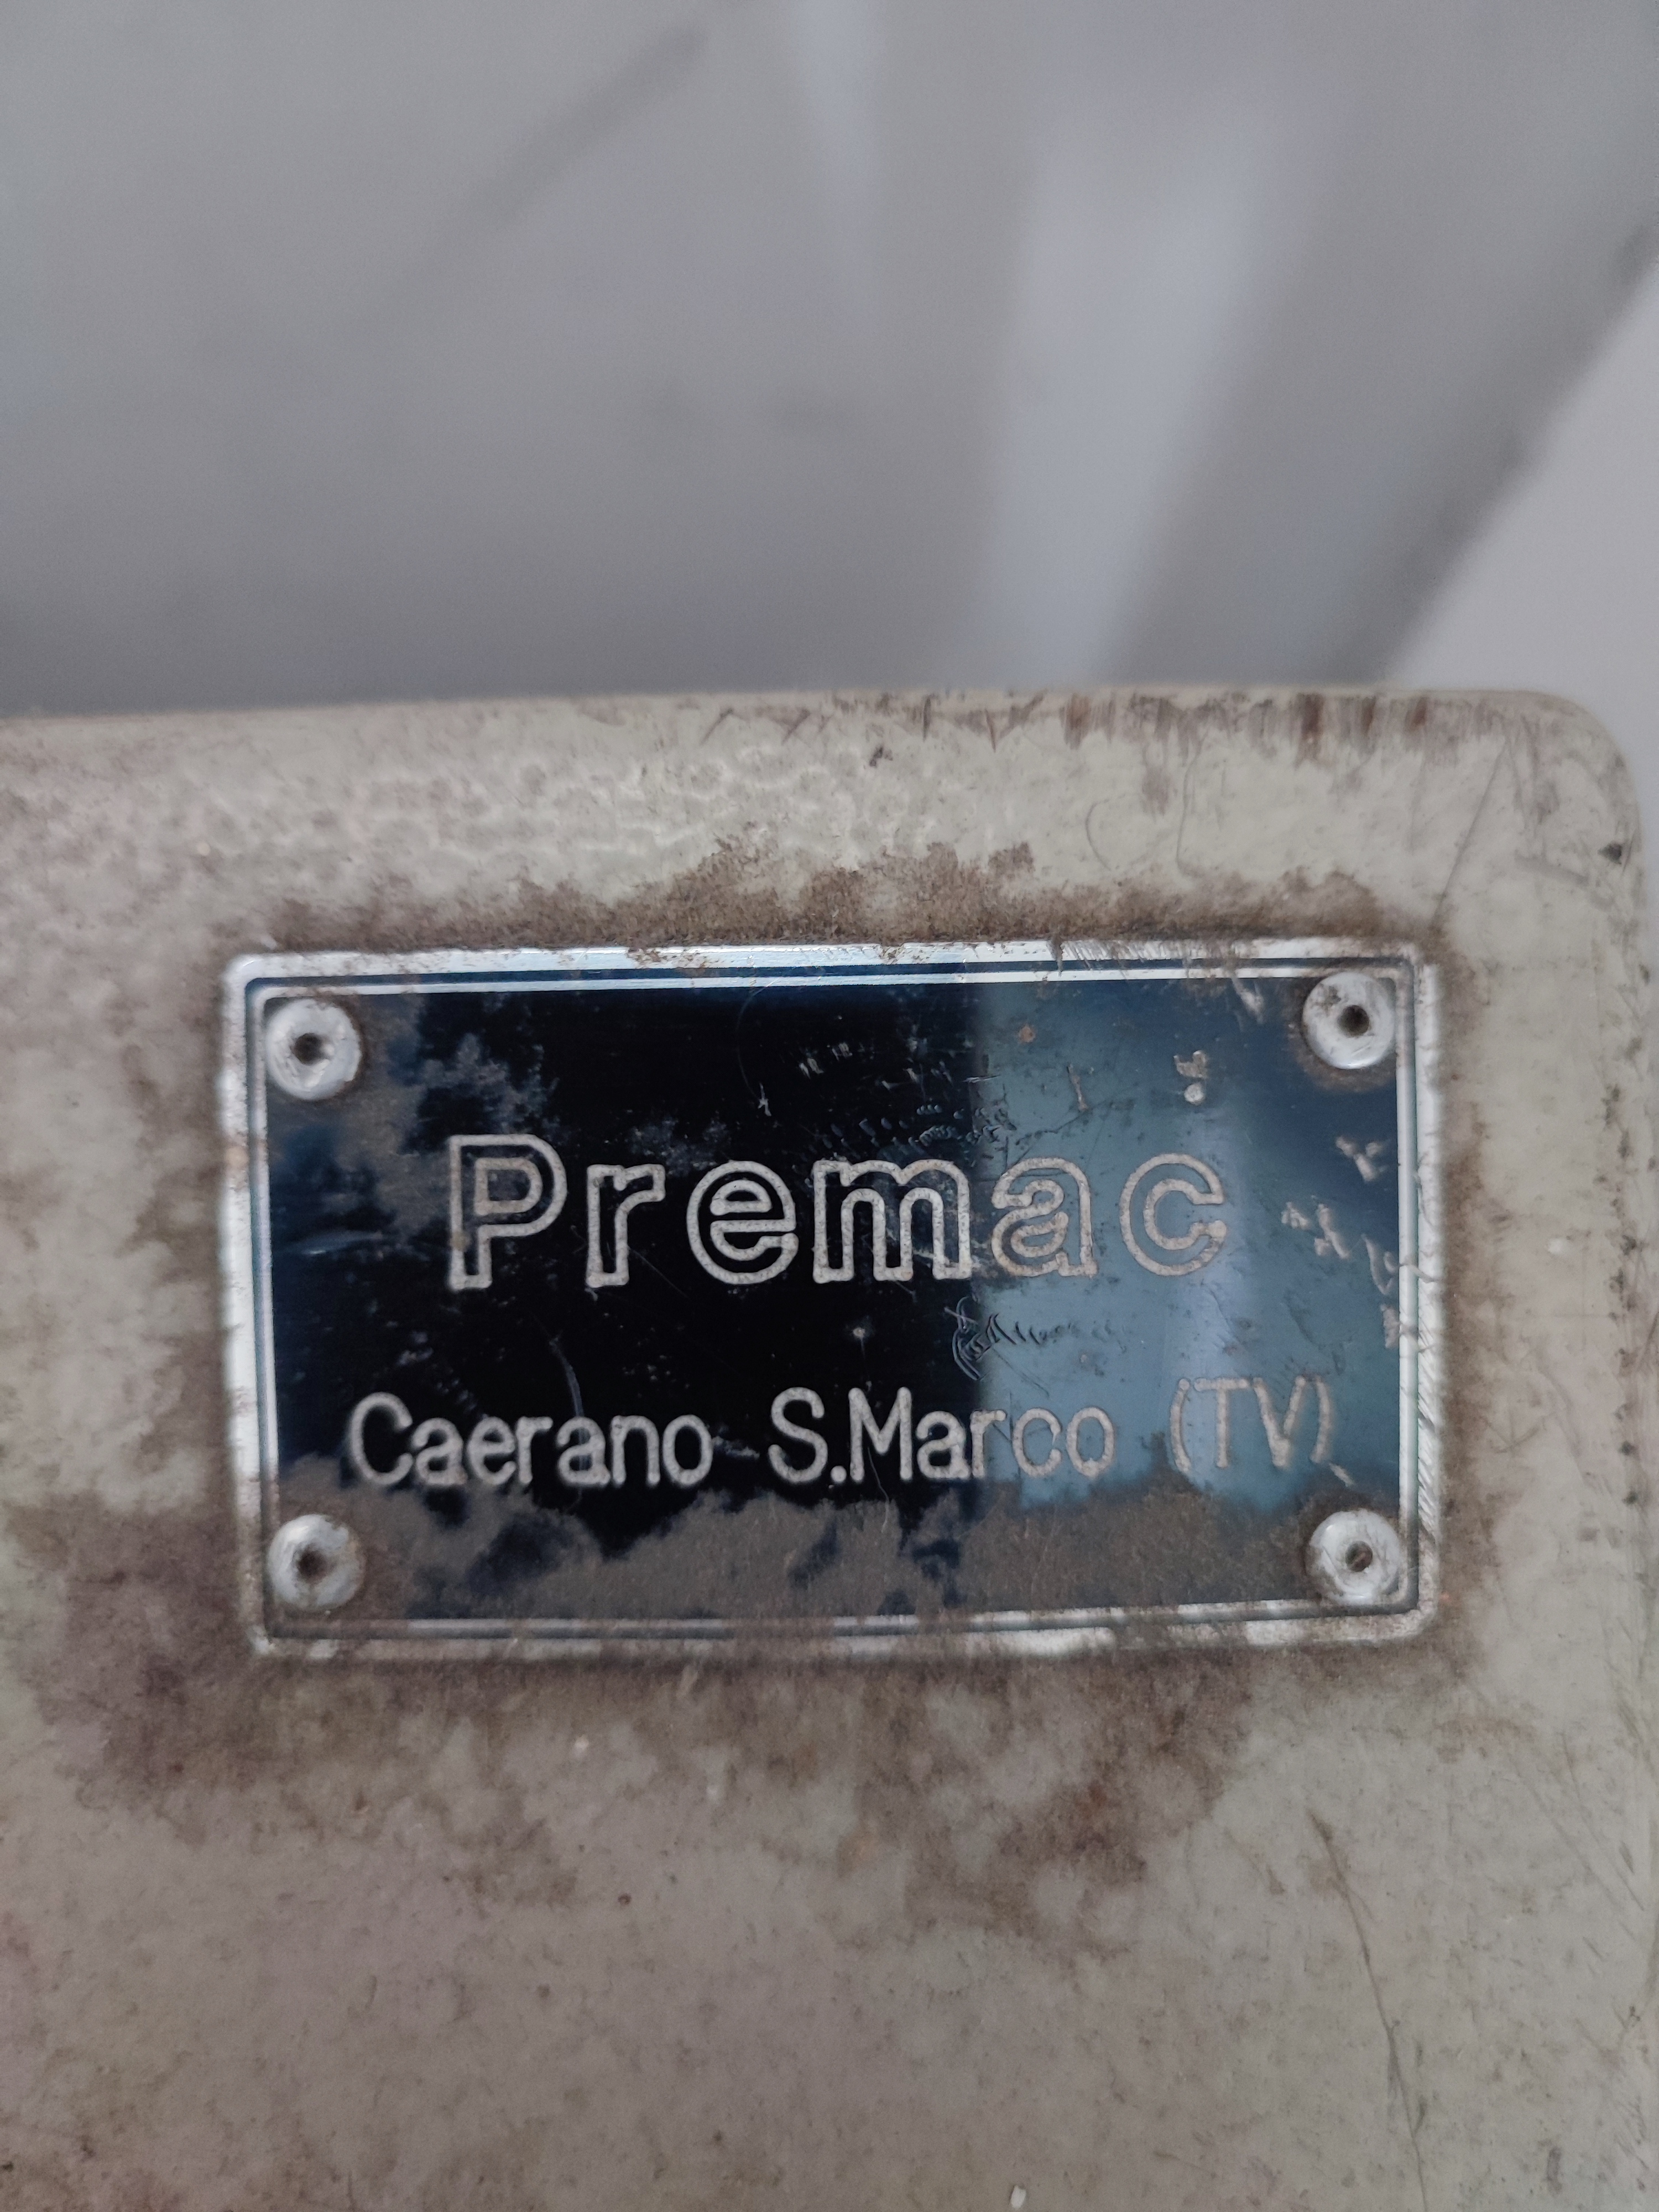 Premac
Caerano S.Marco (TV)